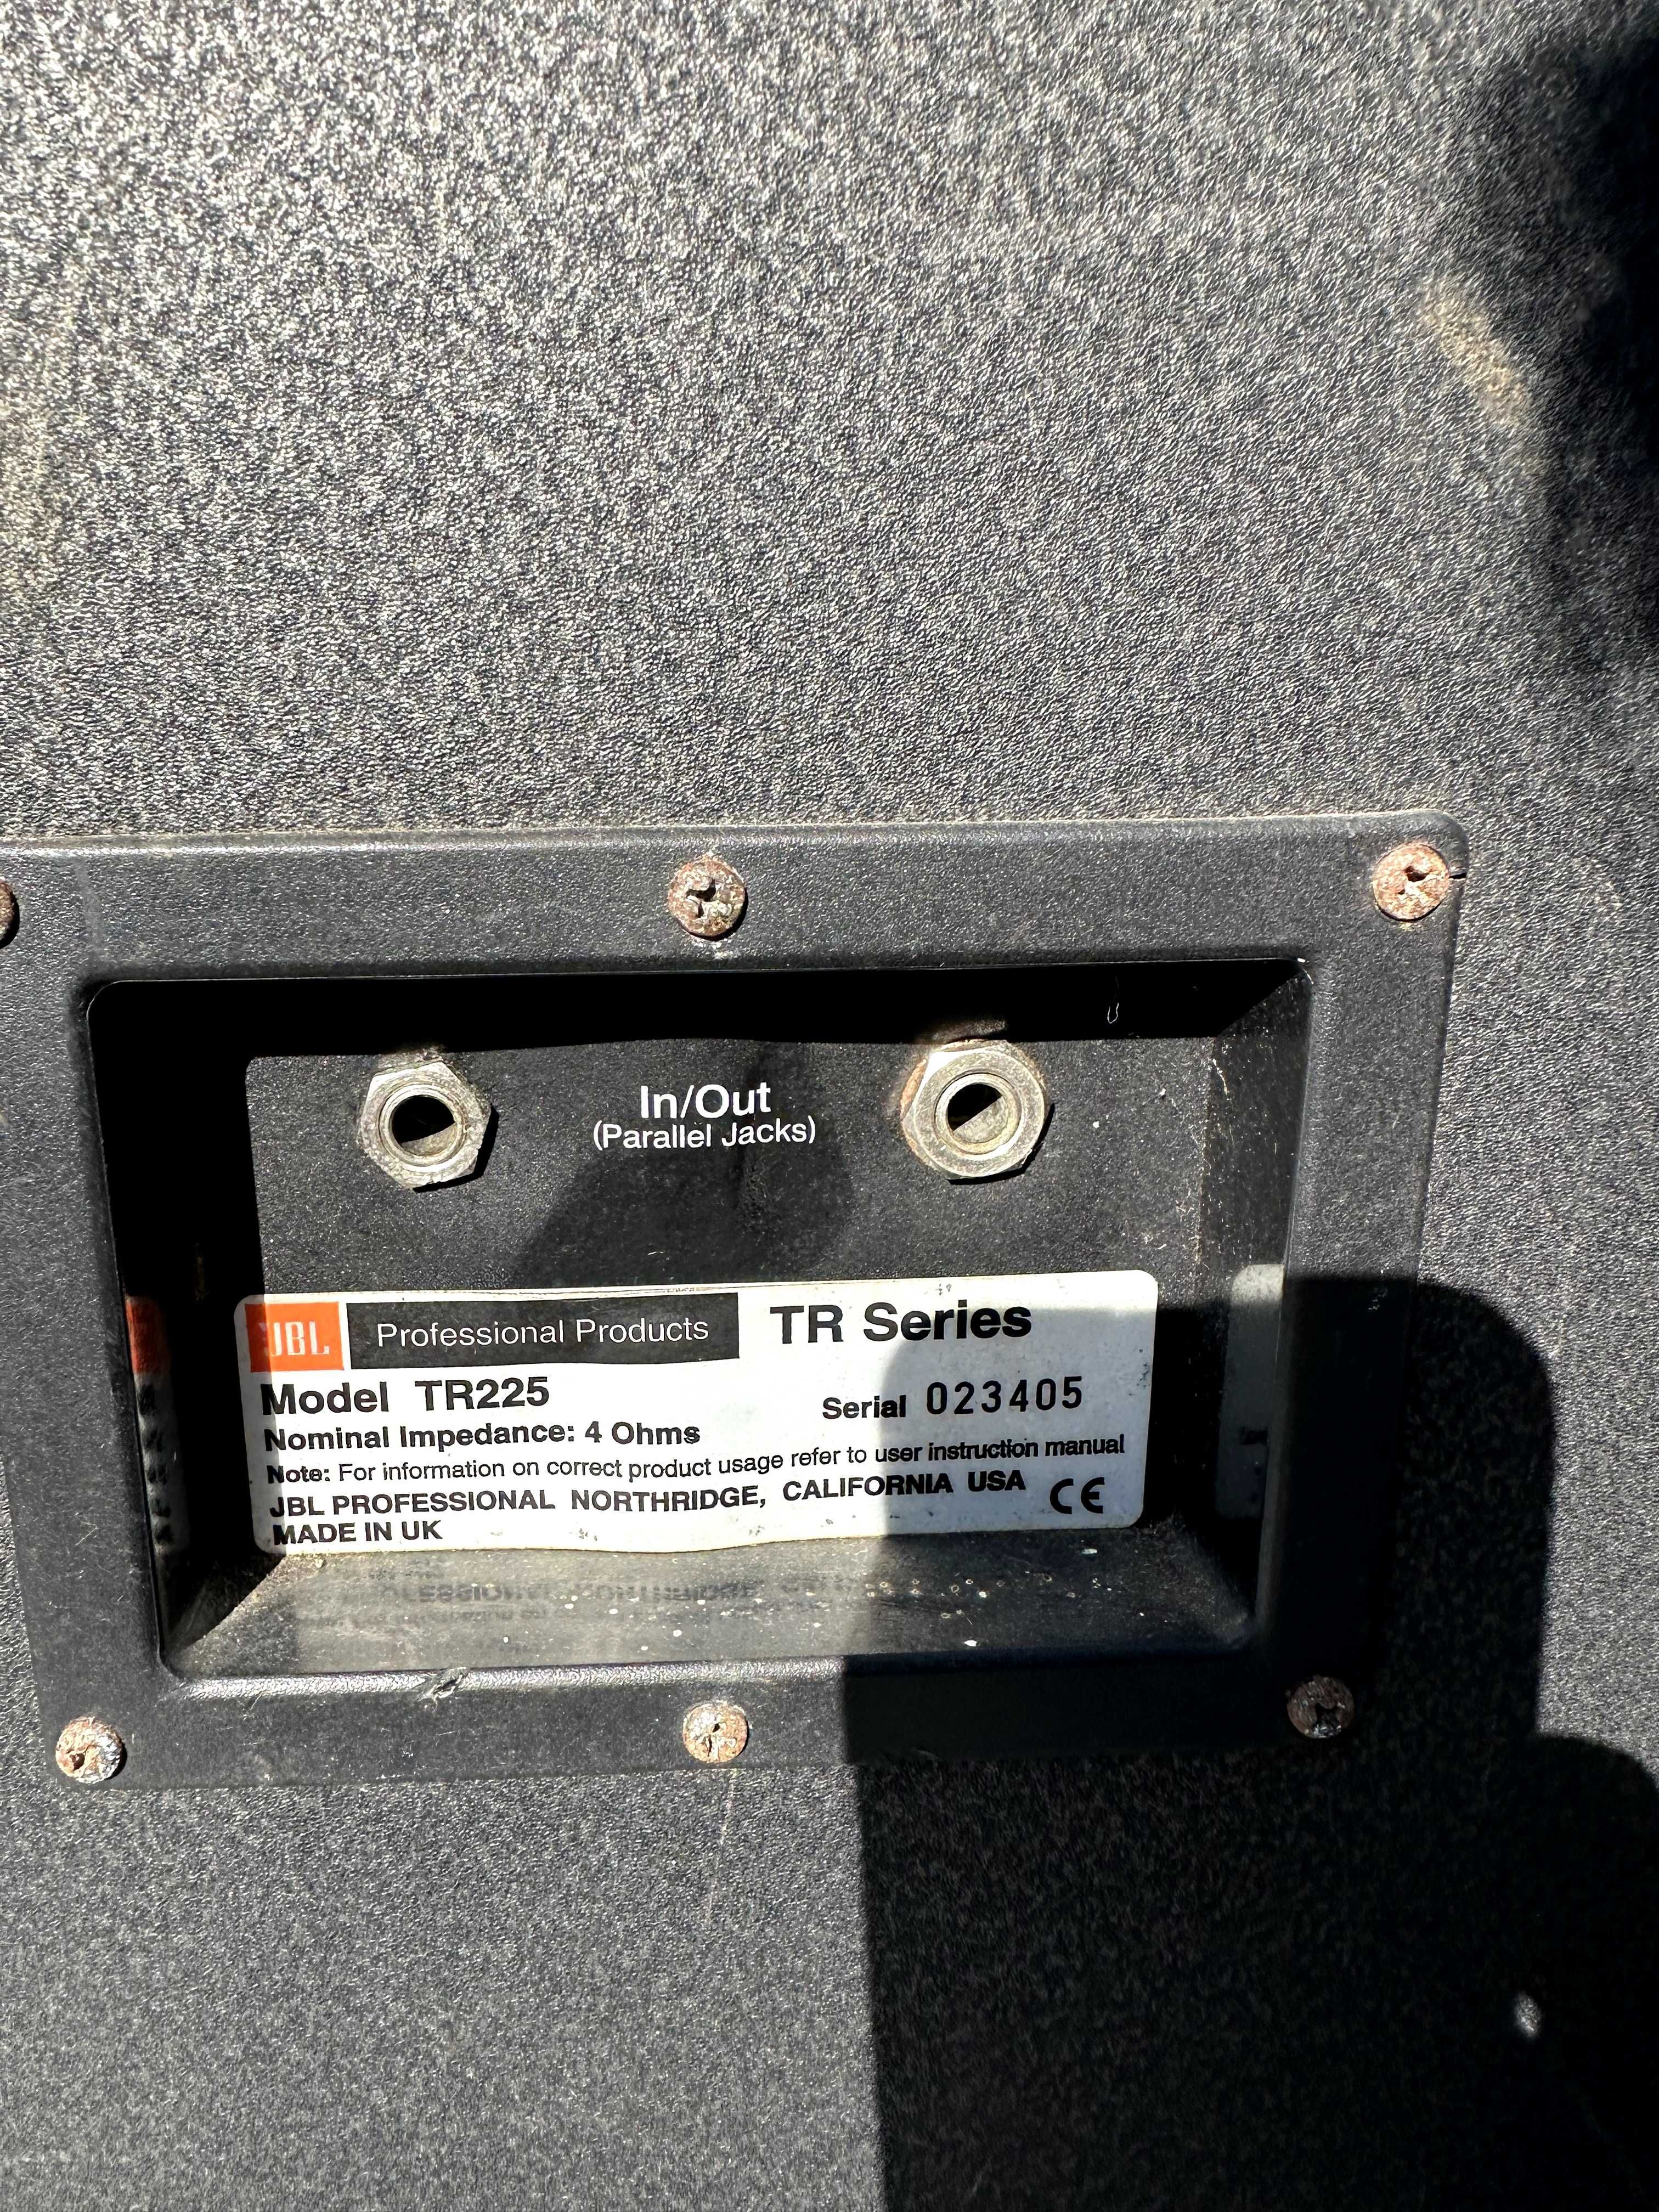 In/Out
(Parallel Jacks)
JBL Professional Products TR Series
Model TR225 Serial 023405
Nominal Impedance: 4 Ohms
Note: For information on correct product usage refer to user instruction manual
JBL PROFESSIONAL NORTHRIDGE, CALIFORNIA USA CE
MADE IN UK